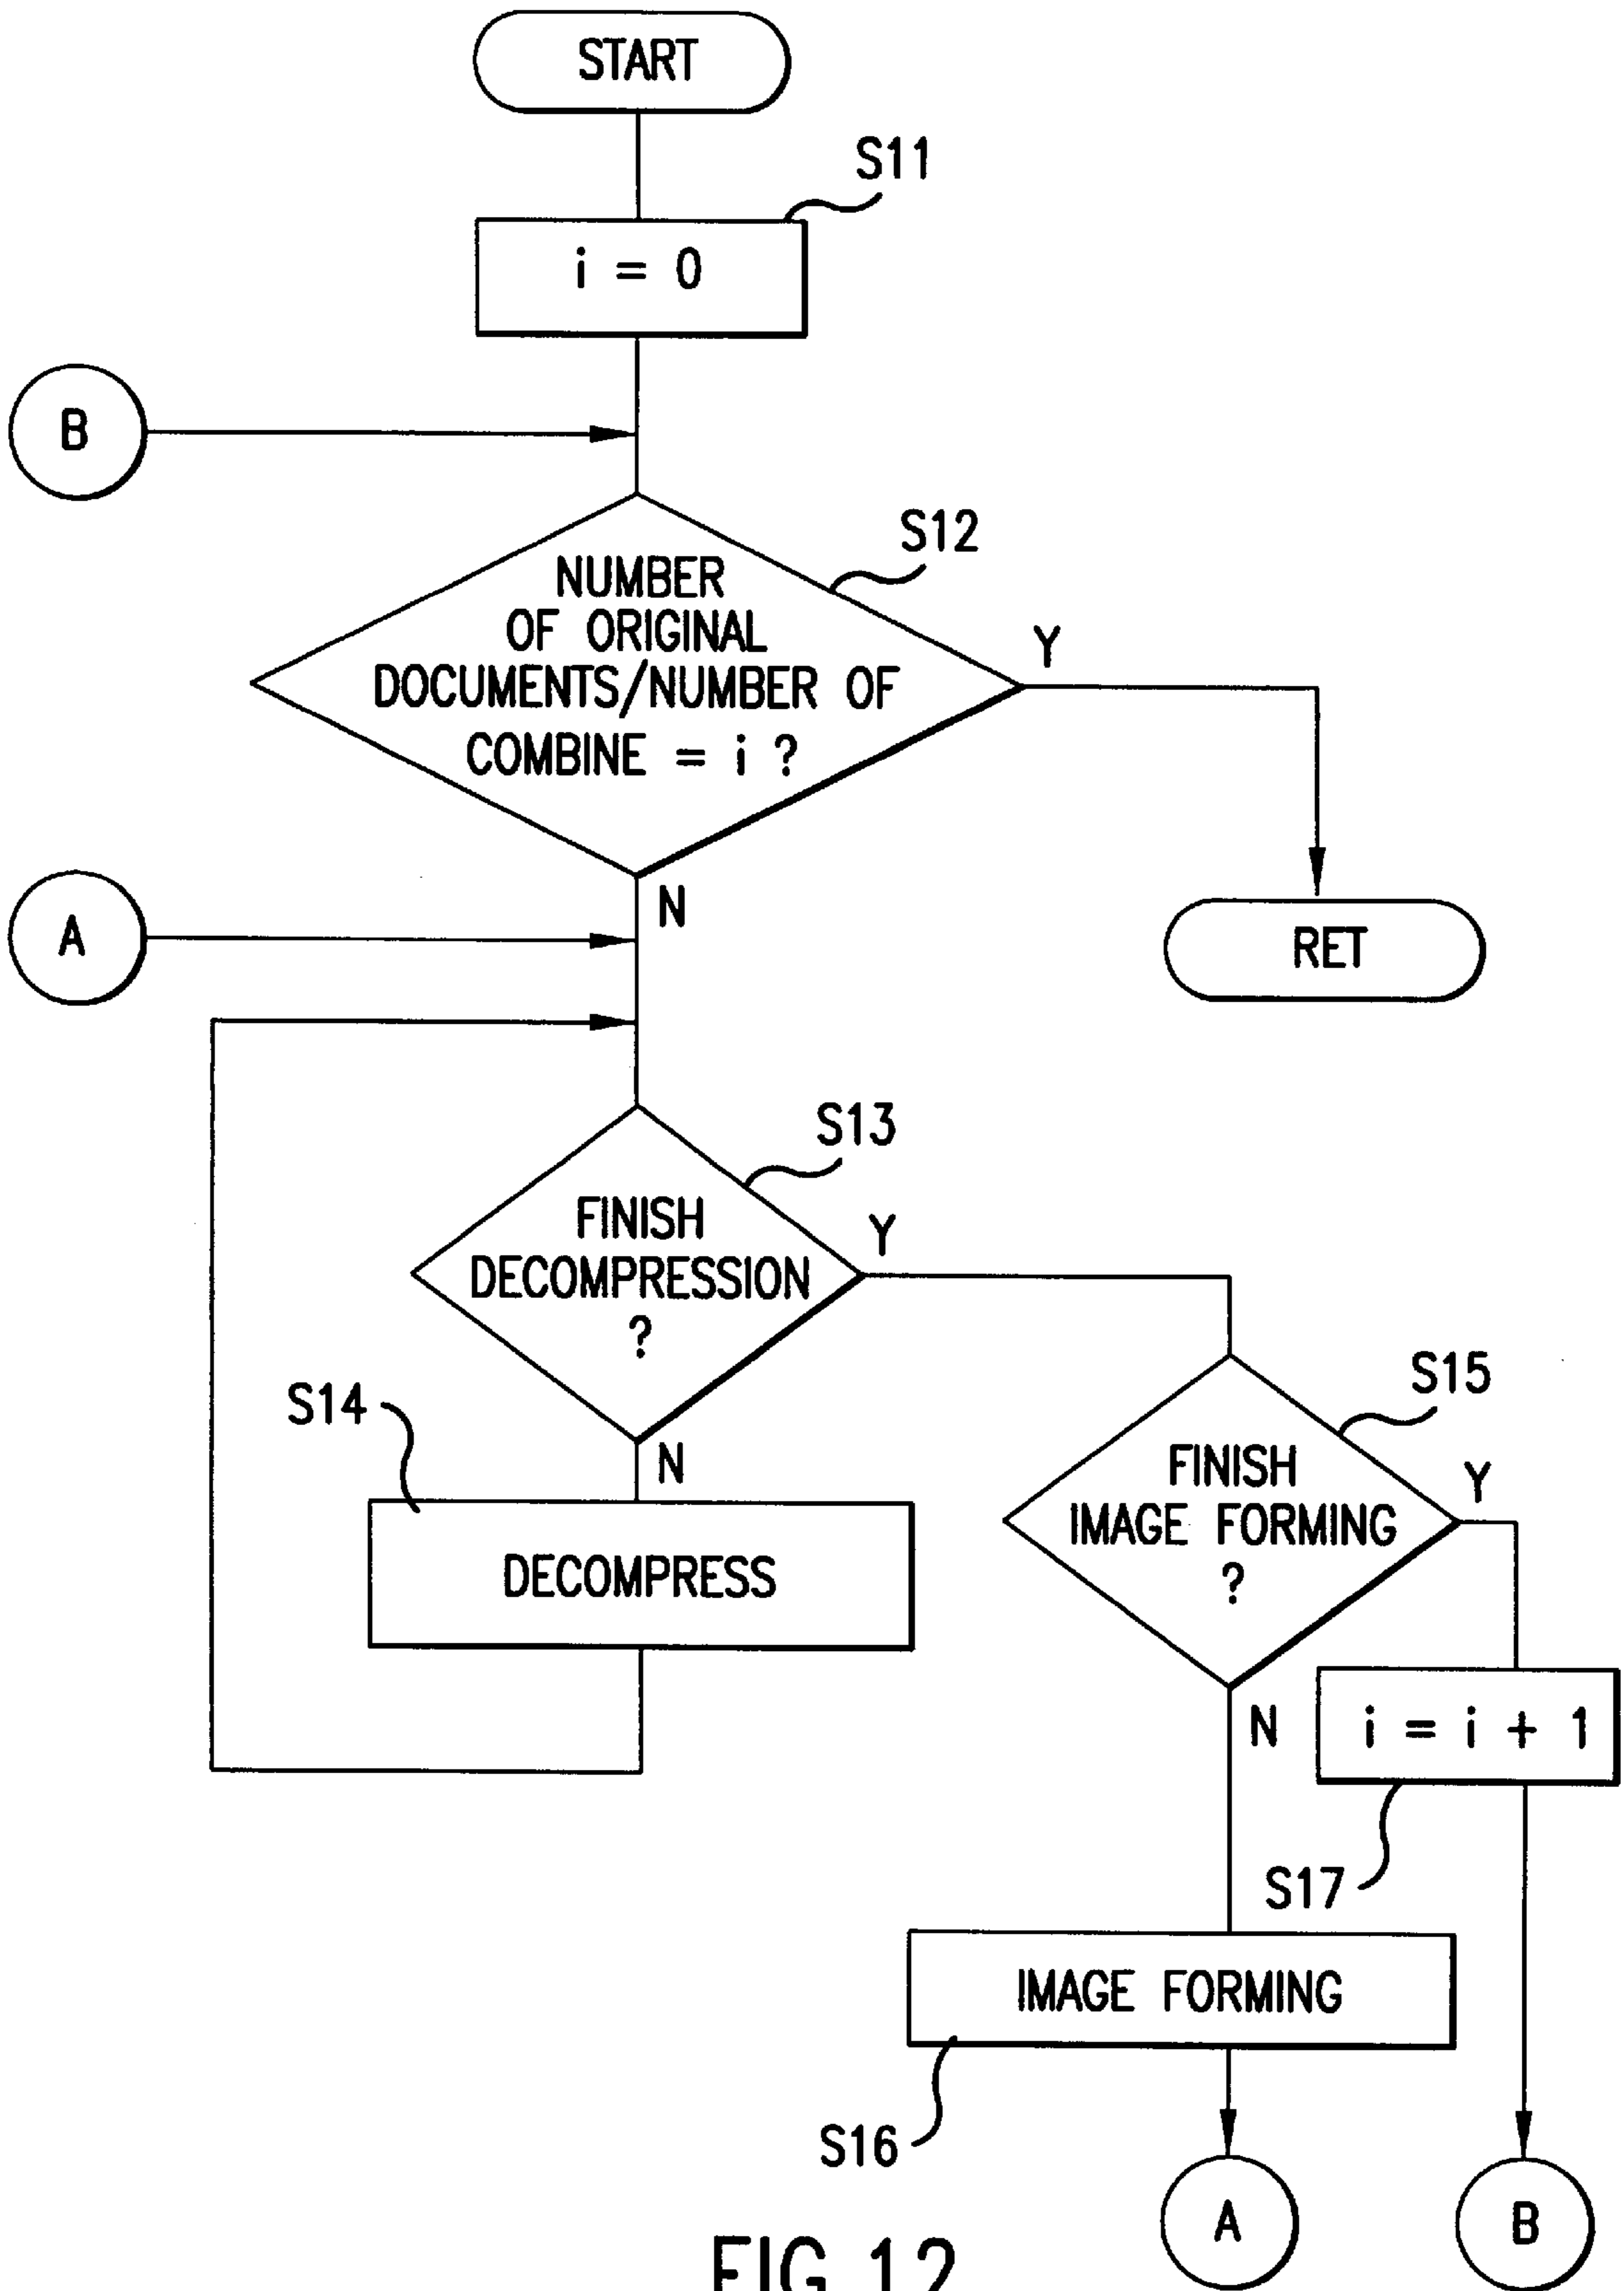 START
S11
i = 0
B
S12
NUMBER
OF ORIGINAL
DOCUMENTS/NUMBER OF
COMBINE = i ?
Y
N
A
RET
S13
FINISH
DECOMPRESSION
?
Y
N
S14
DECOMPRESS
S15
FINISH
IMAGE FORMING
?
Y
N
i = i + 1
S17
IMAGE FORMING
S16
A
B
FIG.12